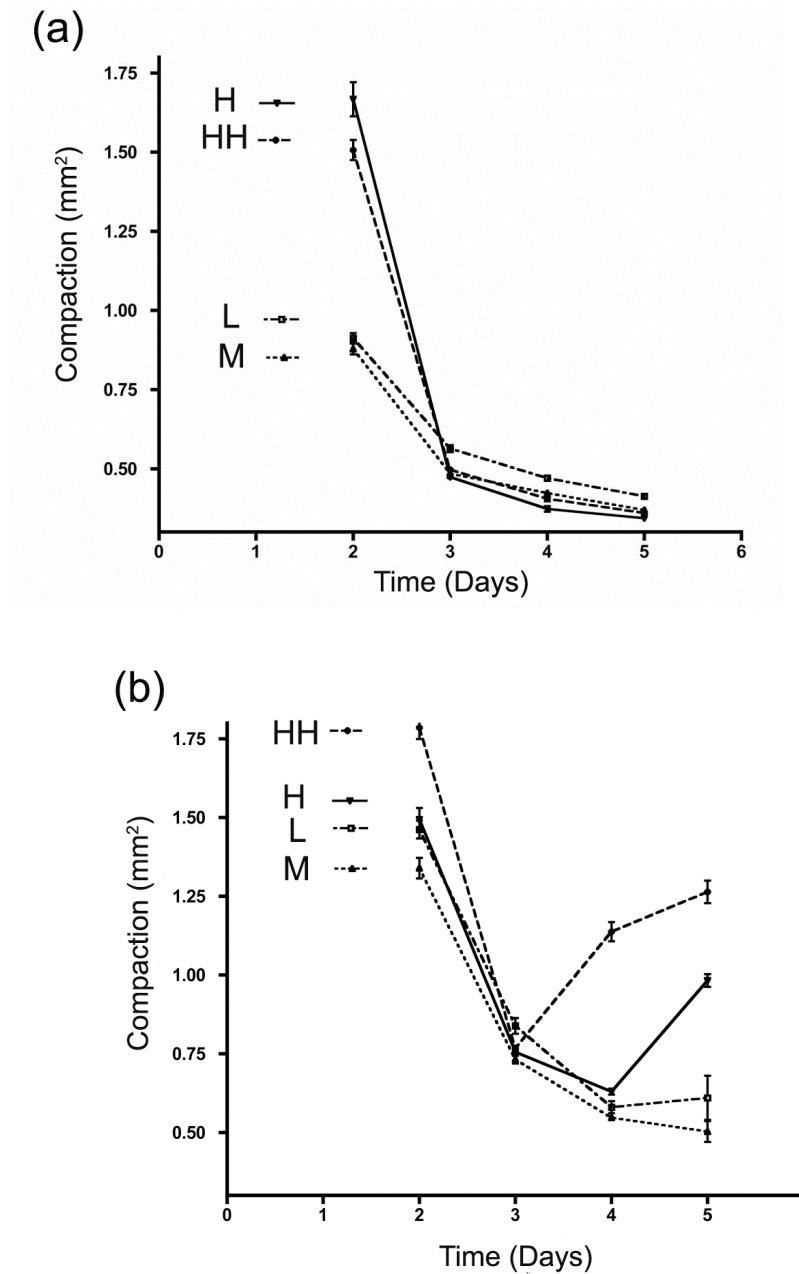 (a)
1.75
1.50
1.25
1.00
0.75
0.50
Compaction (mm²)
H
HH
L
M
0 1 2 3 4 5 6
Time (Days)
(b)
1.75
1.50
1.25
1.00
0.75
0.50
Compaction (mm²)
HH
H
L
M
0 1 2 3 4 5
Time (Days)